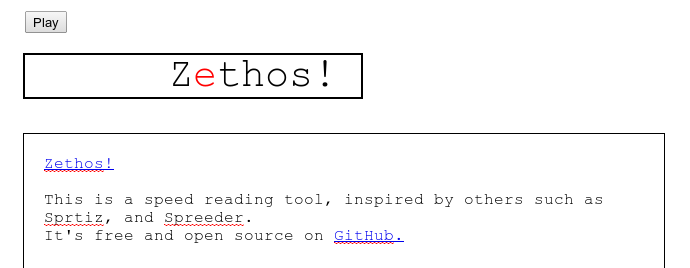 Play
Zethos!
Zethos!
This is a speed reading tool, inspired by others such as
Sprtiz, and Spreeder.
It's free and open source on GitHub.